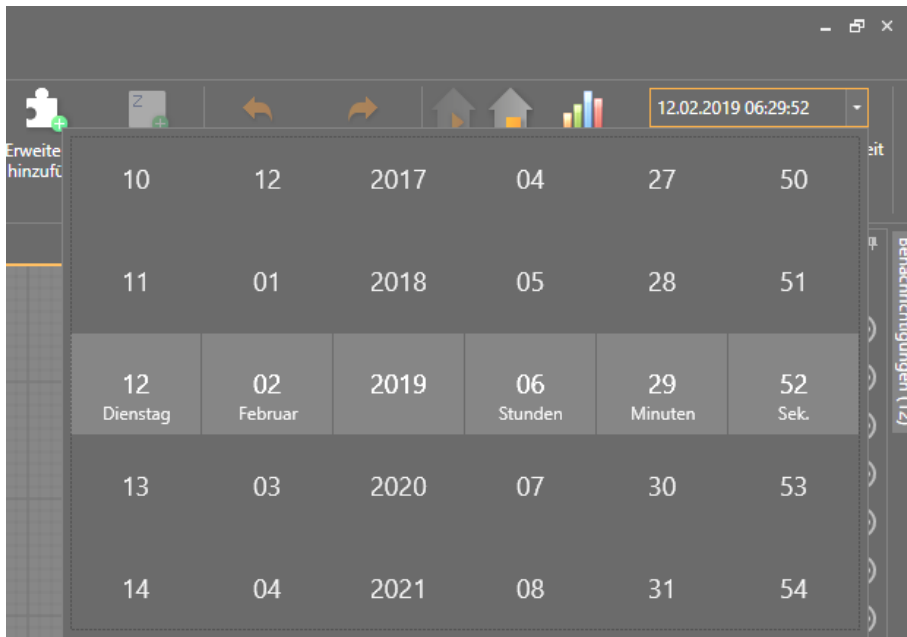 Z
12.02.2019 06:29:52
Erweite
hinzufü
eit
10 12 2017 04 27 50
11 01 2018 05 28 51
12 02 2019 06 29 52
Dienstag Februar Stunden Minuten Sek.
13 03 2020 07 30 53
14 04 2021 08 31 54
Benachrichtigungen (12)